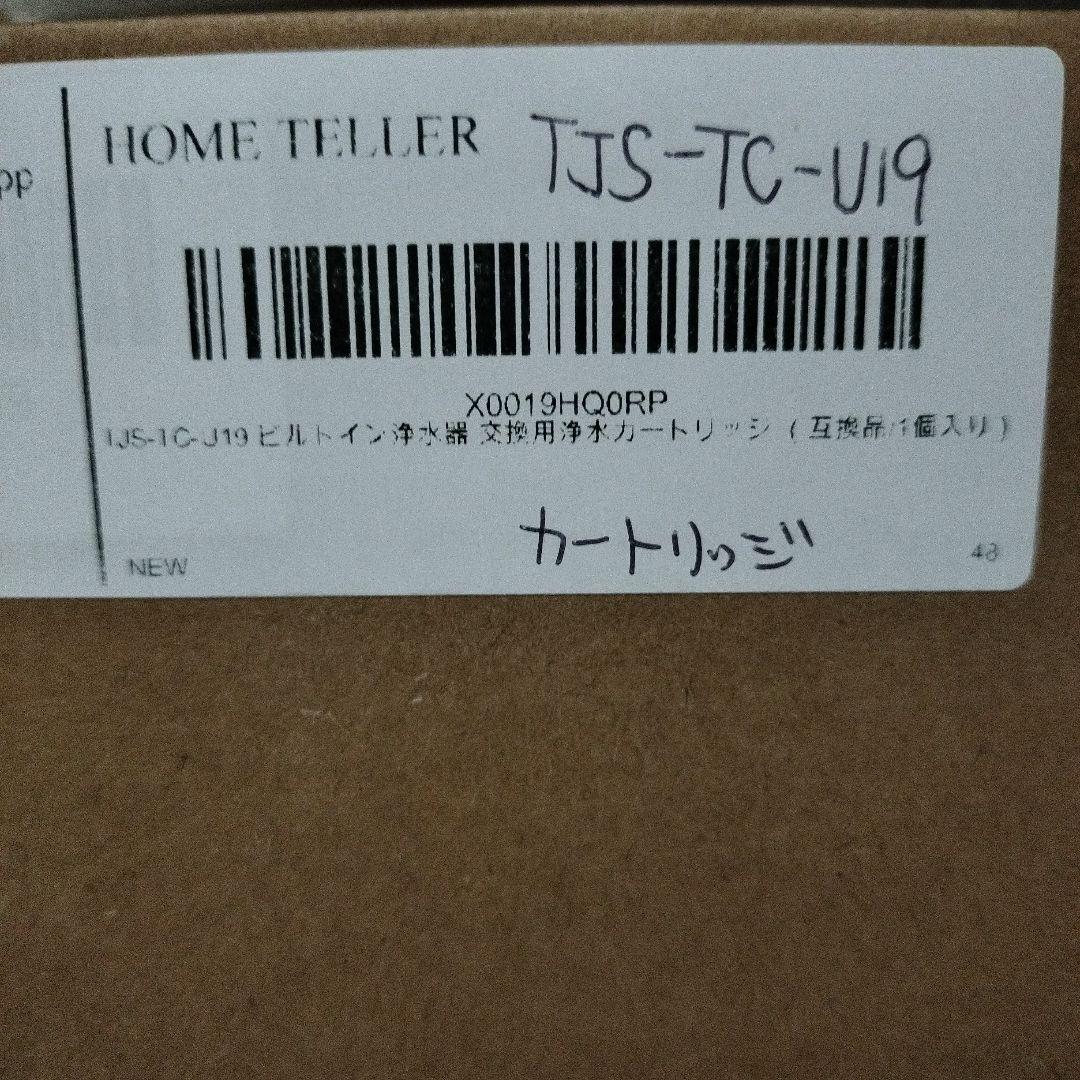 HOME TELLER TJS-TC-U19
pp
X0019HQ0RP
TJS-TC-U19 ビルトイン浄水器 交換用浄水カートリッジ (互換品/1個入り)
カートリッジ
NEW
48